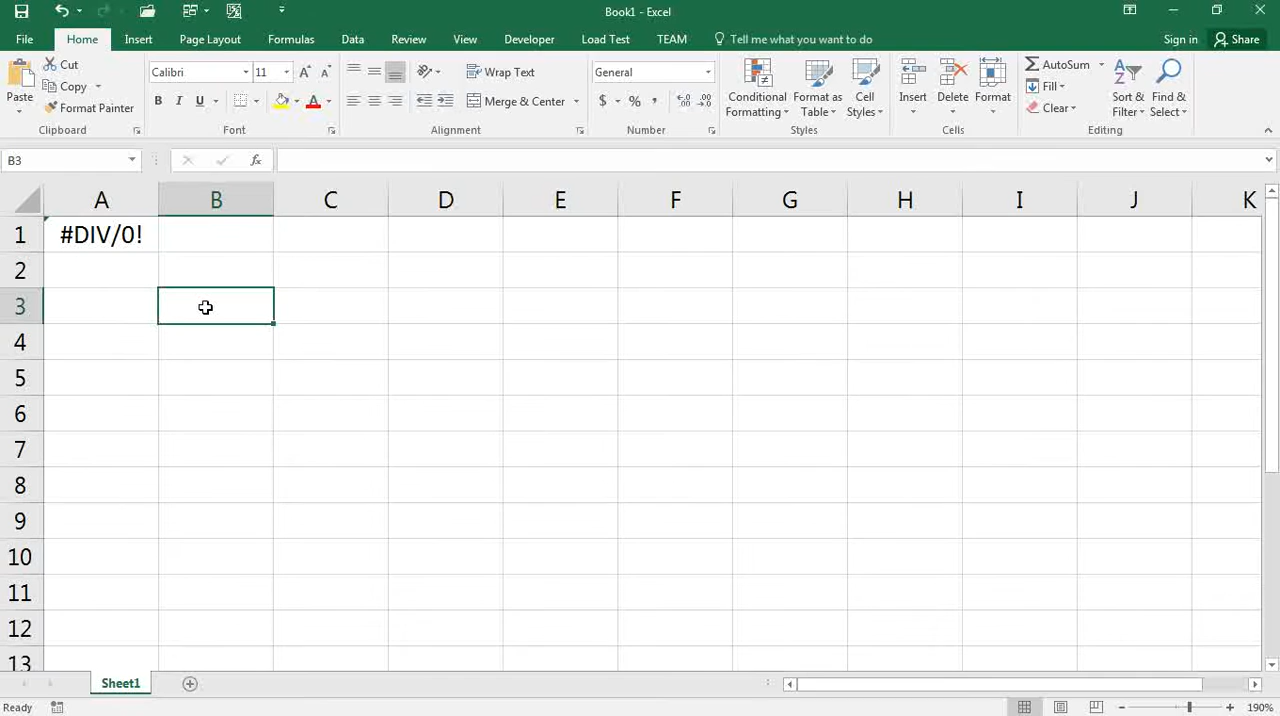 Book1 - Excel
File Home Insert Page Layout Formulas Data Review View Developer Load Test TEAM Tell me what you want to do Sign in Share
Cut
Copy
Format Painter
Paste
Clipboard
Calibri 11
B I U
Font
Wrap Text
Merge & Center
Alignment
General
$ % ,
Number
Conditional Formatting
Format as Table
Cell Styles
Styles
Insert Delete Format
Cells
AutoSum
Fill
Clear
Sort & Filter
Find & Select
Editing
B3 fx
A B C D E F G H I J K
1 #DIV/0!
2
3
4
5
6
7
8
9
10
11
12
13
Sheet1
Ready 190%